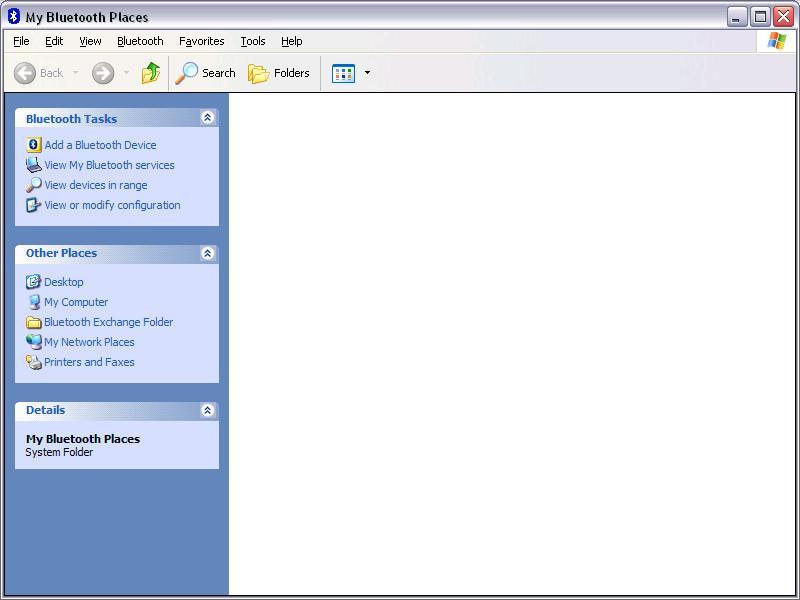 My Bluetooth Places
File Edit View Bluetooth Favorites Tools Help
Back Search Folders
Bluetooth Tasks
Add a Bluetooth Device
View My Bluetooth services
View devices in range
View or modify configuration
Other Places
Desktop
My Computer
Bluetooth Exchange Folder
My Network Places
Printers and Faxes
Details
My Bluetooth Places
System Folder